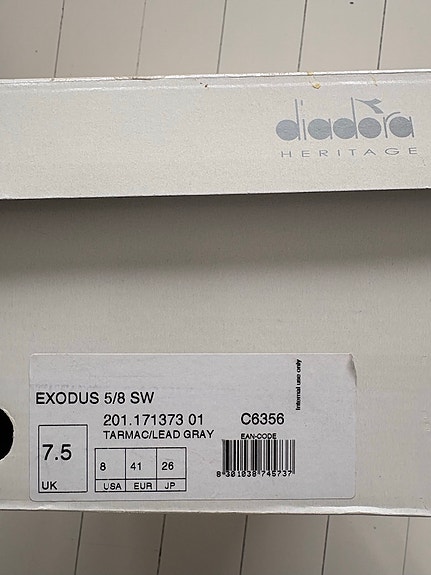 diadora
HERITAGE
Internal use only
EXODUS 5/8 SW
201.171373 01 C6356
TARMAC/LEAD GRAY EAN-CODE
7.5 UK
8 41 26
USA EUR JP
8 301038 745737